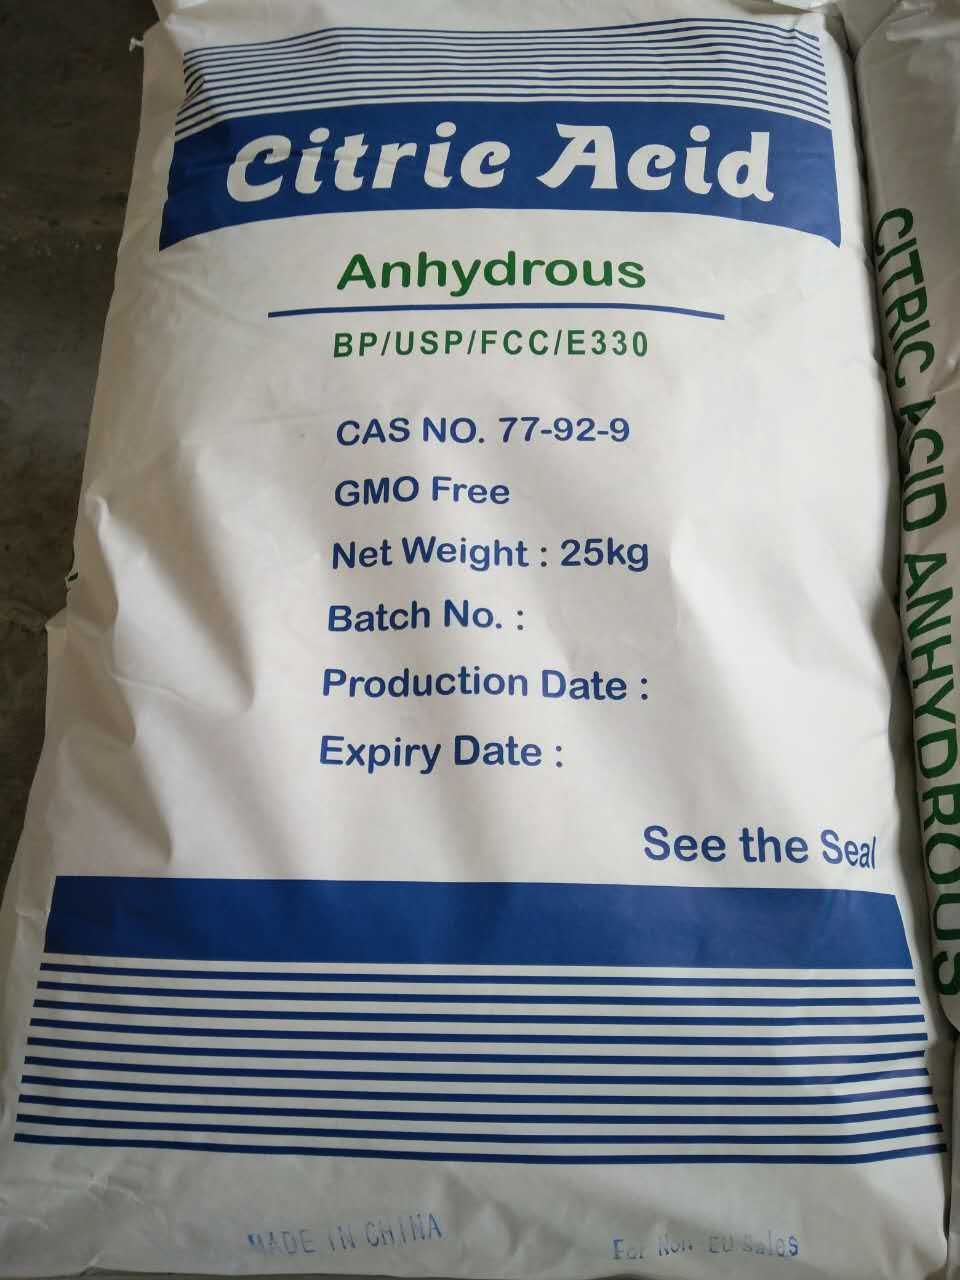 Citric Acid
Anhydrous
BP/USP/FCC/E330
CAS NO. 77-92-9
GMO Free
Net Weight : 25kg
Batch No. :
Production Date :
Expiry Date :
See the Seal
MADE IN CHINA
For Non EU Sales
CITRIC ACID ANHYDROUS